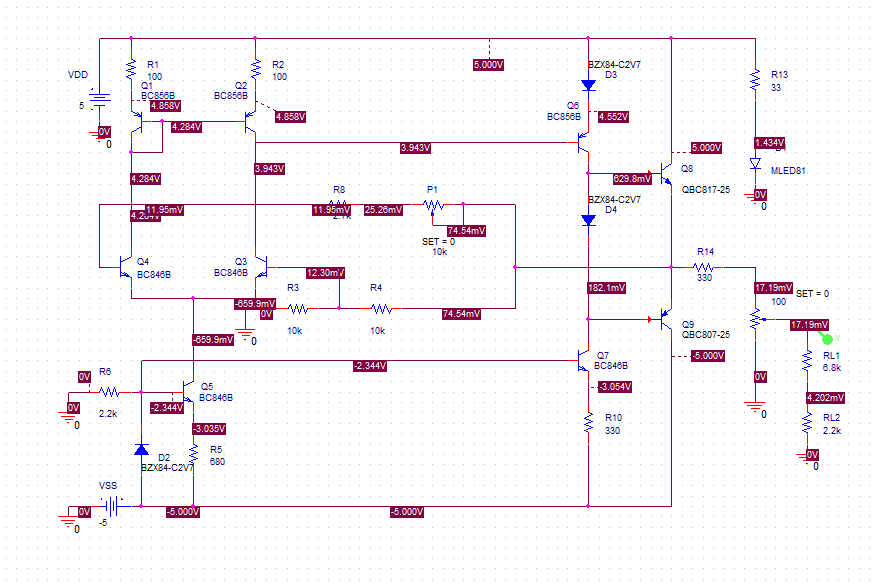 BZX84-C2V7
D3
5.000V
R1
100
R2
100
VDD
Q1
BC856B
Q2
BC856B
R13
33
5
4.858V
4.858V
Q6
BC856B
4.552V
0V
0
4.284V
3.943V
5.000V
1.434V
MLED81
4.284V
3.943V
629.8mV
Q8
QBC817-25
0V
0
R8
P1
BZX84-C2V7
D4
11.95mV
11.95mV
25.26mV
74.54mV
SET = 0
10k
Q4
BC846B
Q3
BC846B
12.30mV
R14
330
R3
R4
182.1mV
17.19mV
SET = 0
100
-659.9mV
0V
10k
10k
74.54mV
17.19mV
Q9
QBC807-25
-659.9mV
0
-2.344V
Q7
BC846B
-5.000V
RL1
6.8k
0V
R6
0V
-3.054V
Q5
BC846B
4.202mV
0V
0
2.2k
-2.344V
0
-3.035V
R10
330
RL2
2.2k
D2
BZX84-C2V7
R5
680
0V
0
VSS
0V
-5.000V
-5.000V
-5
0